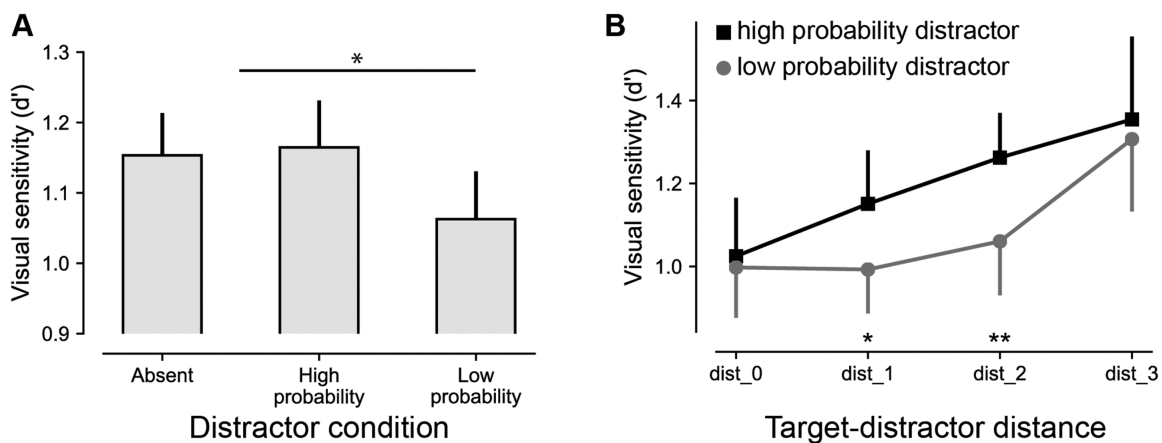 A
1.3
1.2
1.1
1.0
0.9
Visual sensitivity (d')
*
Absent
High
probability
Low
probability
Distractor condition
B
high probability distractor
low probability distractor
1.4
1.2
1.0
Visual sensitivity (d')
* **
dist_0 dist_1 dist_2 dist_3
Target-distractor distance